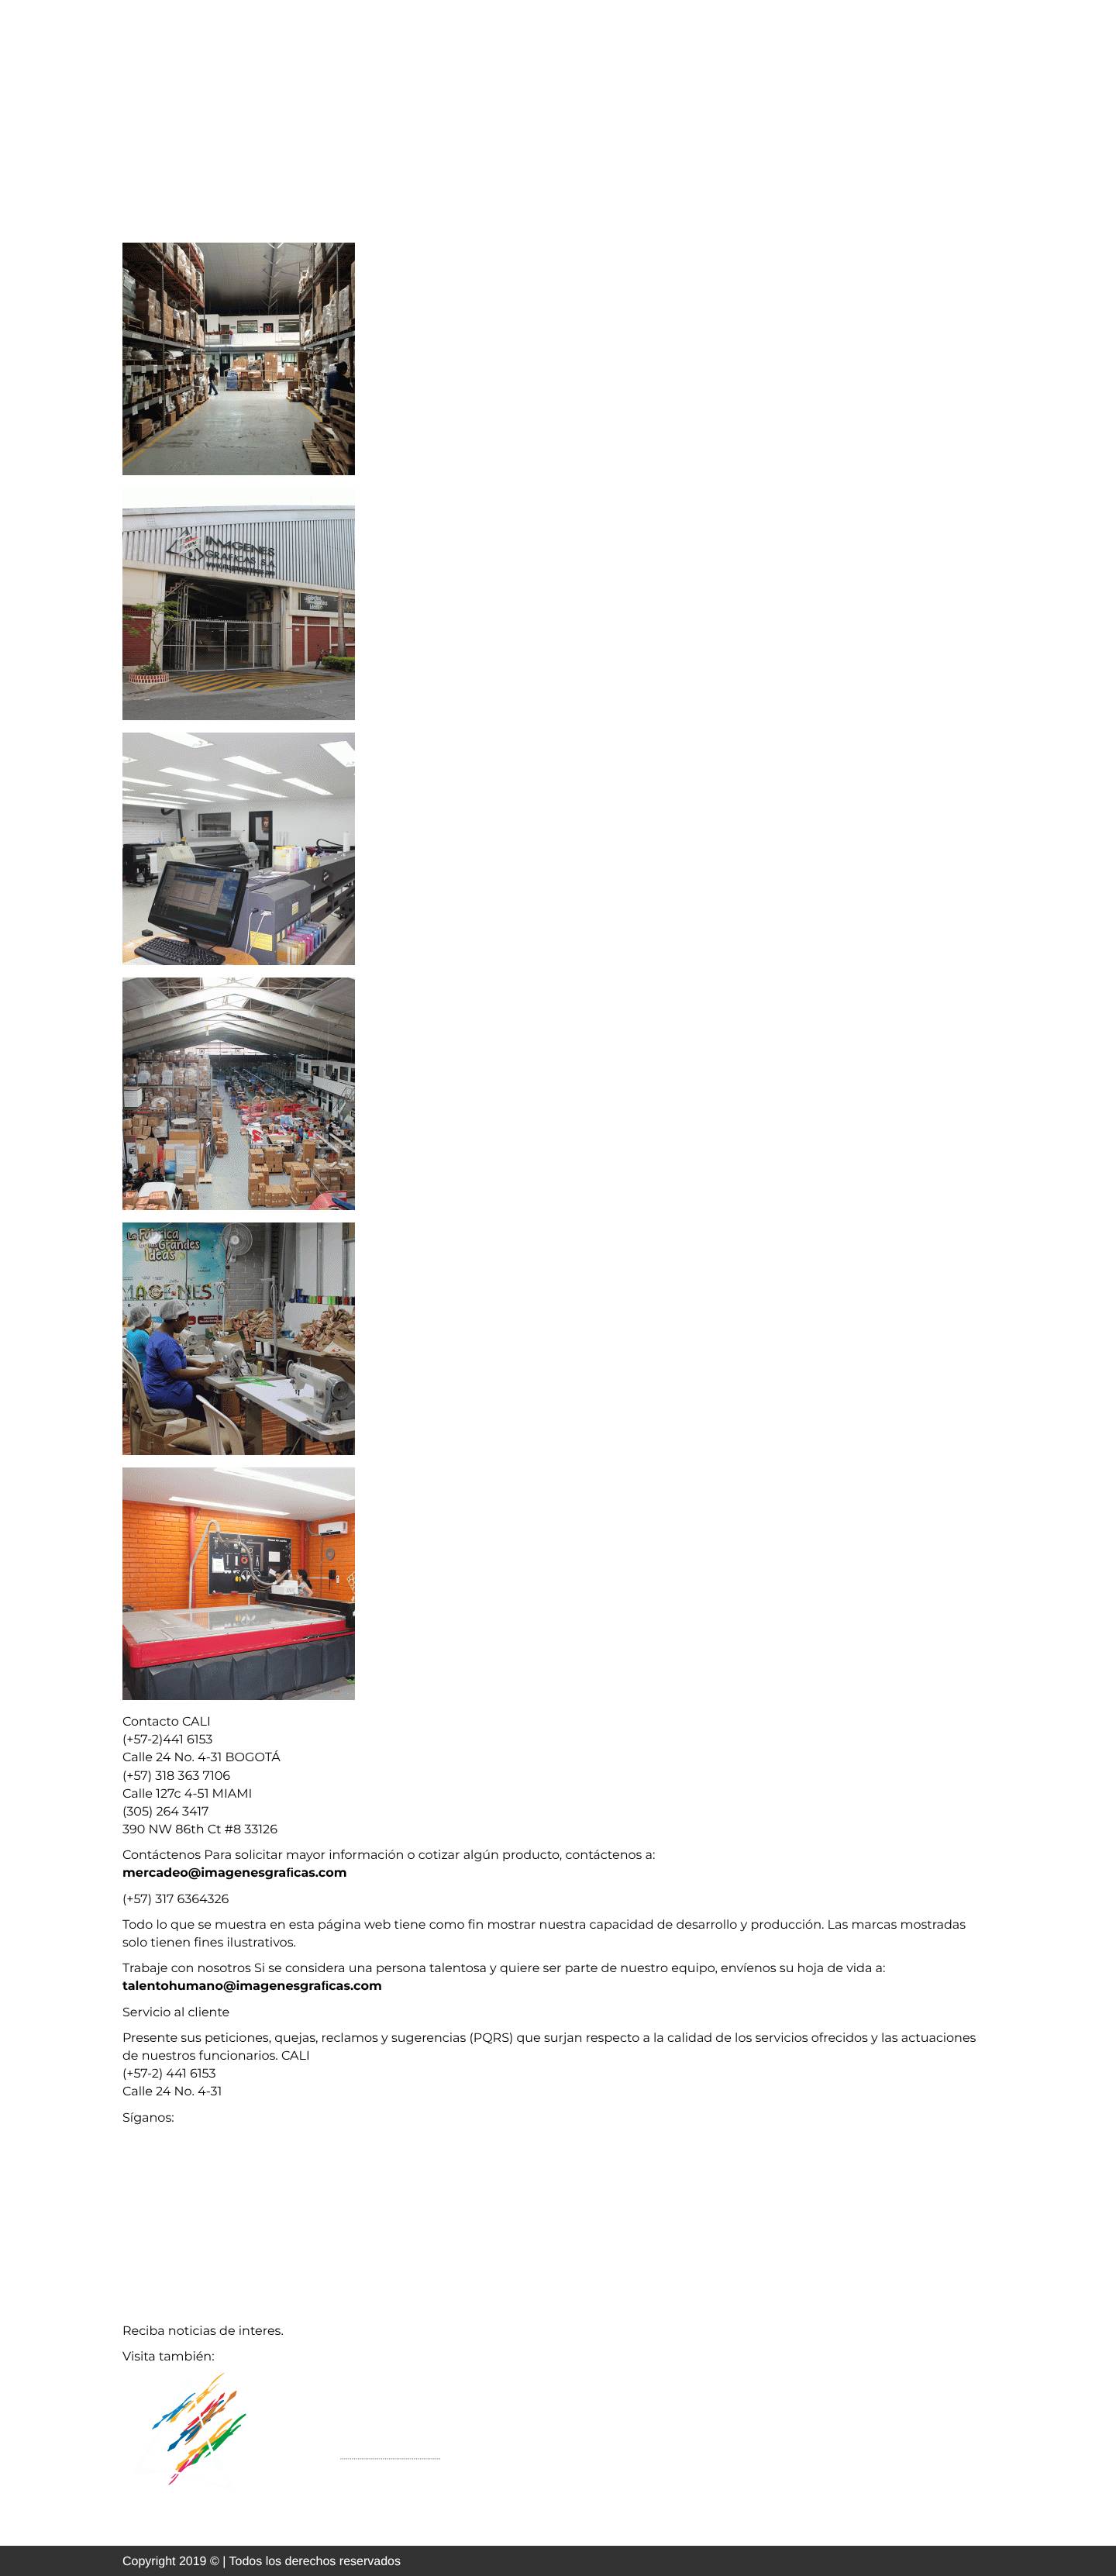 IMAGENES
GRAFICAS S.A.
La Fábrica
Grandes
Ideas
IMAGENES
GRAFICAS
Contacto CALI
(+57-2)441 6153
Calle 24 No. 4-31 BOGOTÁ
(+57) 318 363 7106
Calle 127c 4-51 MIAMI
(305) 264 3417
390 NW 86th Ct #8 33126
Contáctenos Para solicitar mayor información o cotizar algún producto, contáctenos a:
mercadeo@imagenesgraficas.com
(+57) 317 6364326
Todo lo que se muestra en esta página web tiene como fin mostrar nuestra capacidad de desarrollo y producción. Las marcas mostradas
solo tienen fines ilustrativos.
Trabaje con nosotros Si se considera una persona talentosa y quiere ser parte de nuestro equipo, envíenos su hoja de vida a:
talentohumano@imagenesgraficas.com
Servicio al cliente
Presente sus peticiones, quejas, reclamos y sugerencias (PQRS) que surjan respecto a la calidad de los servicios ofrecidos y las actuaciones
de nuestros funcionarios. CALI
(+57-2) 441 6153
Calle 24 No. 4-31
Síganos:
Reciba noticias de interes.
Visita también:
Copyright 2019 © | Todos los derechos reservados